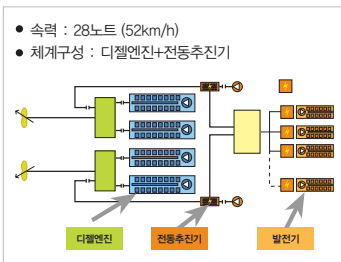 • 속력 : 28노트 (52km/h)
• 체계구성 : 디젤엔진+전동추진기
디젤엔진
전동추진기
발전기